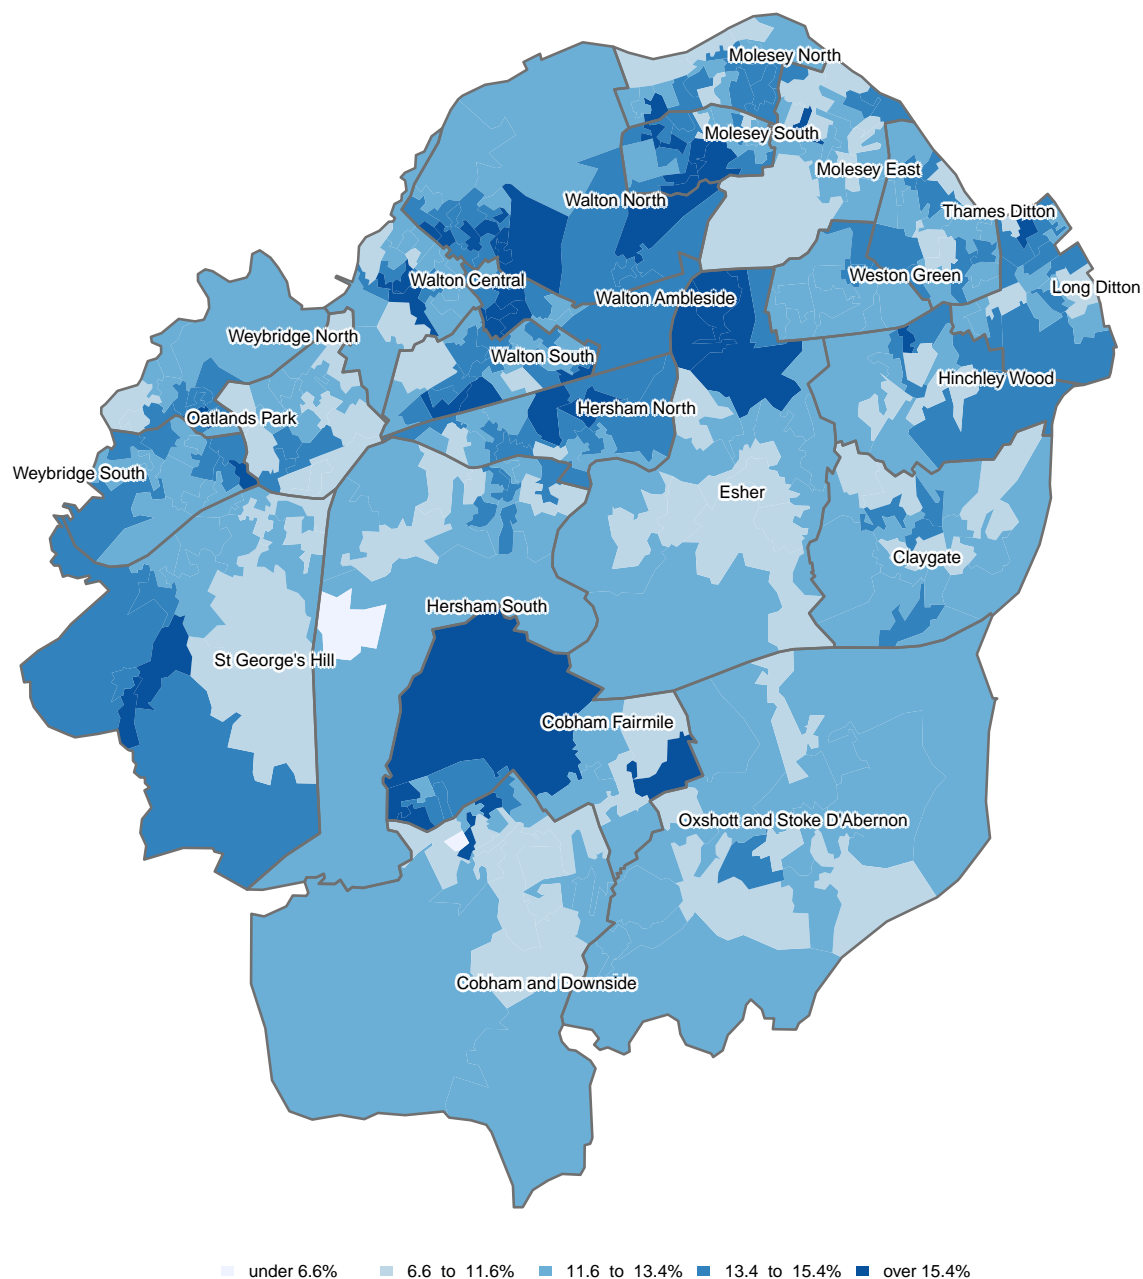 Molesey North
Molesey South
Molesey East
Walton North
Thames Ditton
Weston Green
Walton Central
Long Ditton
Walton Ambleside
Weybridge North
Walton South
Hinchley Wood
Hersham North
Oatlands Park
Weybridge South
Esher
Claygate
Hersham South
St George's Hill
Cobham Fairmile
Oxshott and Stoke D'Abernon
Cobham and Downside
under 6.6% 6.6 to 11.6% 11.6 to 13.4% 13.4 to 15.4% over 15.4%